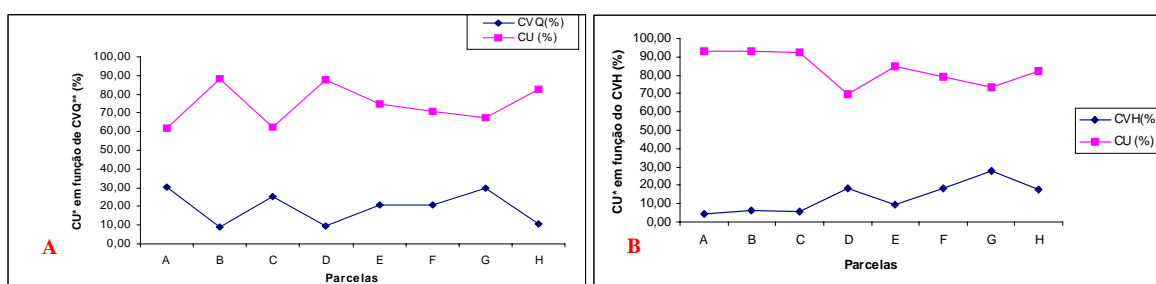 CVQ(%)
CU (%)
CU* em função de CVQ** (%)
100,00
90,00
80,00
70,00
60,00
50,00
40,00
30,00
20,00
10,00
0,00
A B C D E F G H
Parcelas
A
CU* em função do CVH (%)
100,00
90,00
80,00
70,00
60,00
50,00
40,00
30,00
20,00
10,00
0,00
A B C D E F G H
Parcelas
CVH(%
CU (%)
B